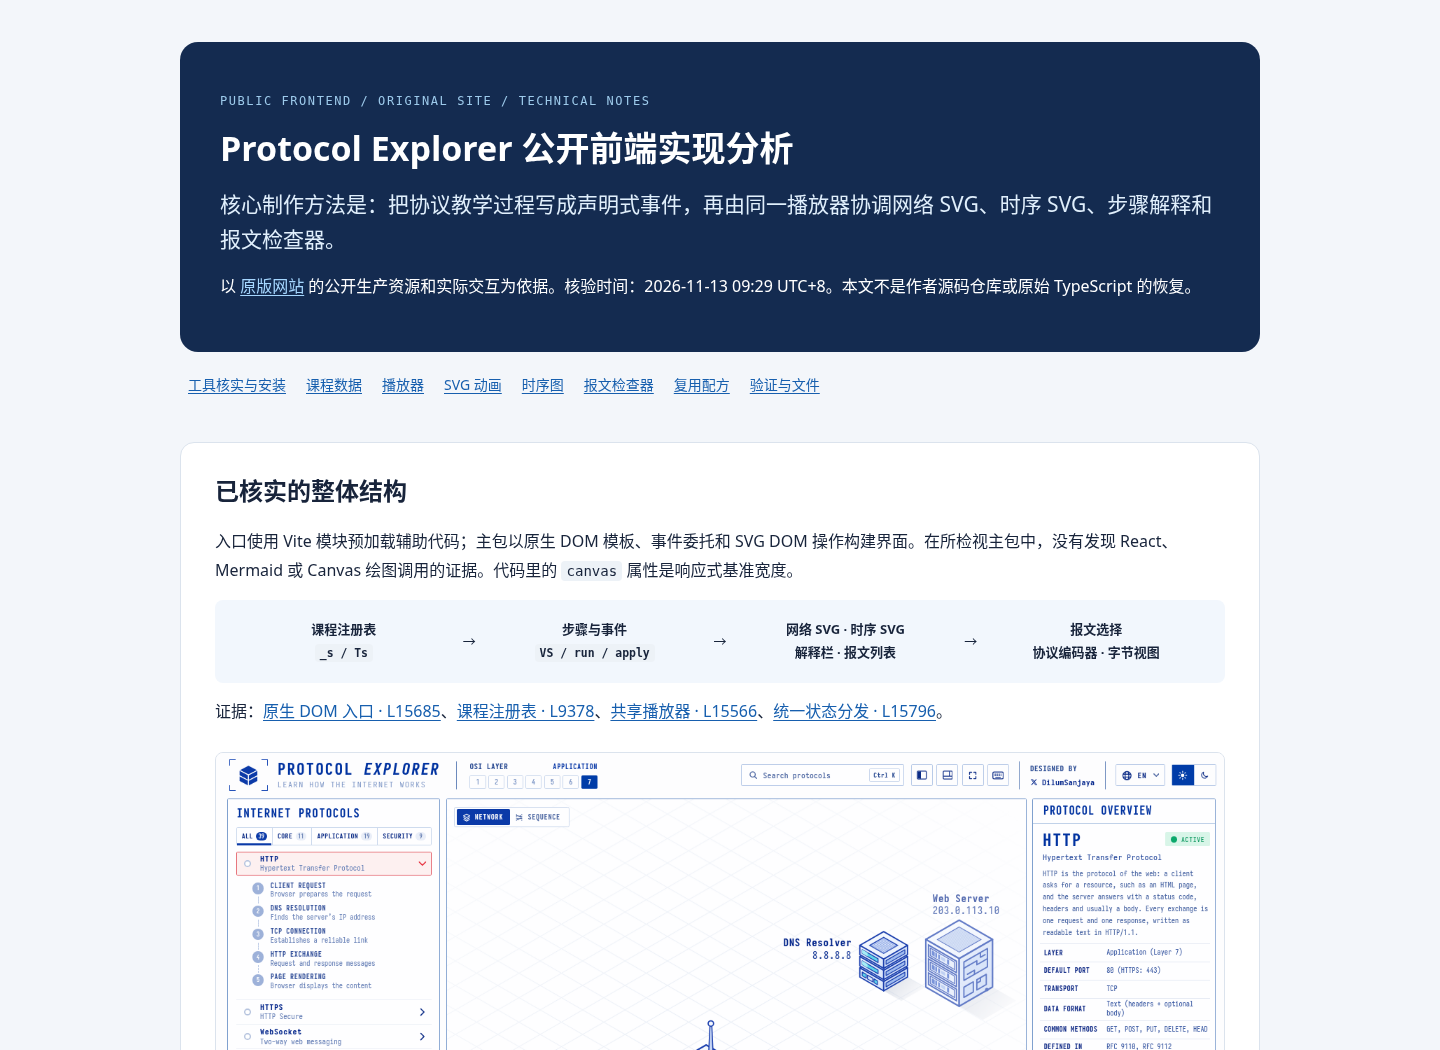 PUBLIC FRONTEND / ORIGINAL SITE / TECHNICAL NOTES
Protocol Explorer 公开前端实现分析
核心制作方法是：把协议教学过程写成声明式事件，再由同一播放器协调网络 SVG、时序 SVG、步骤解释和
报文检查器。
以 原版网站 的公开生产资源和实际交互为依据。核验时间：2026-11-13 09:29 UTC+8。本文不是作者源码仓库或原始 TypeScript 的恢复。
工具核实与安装 课程数据 播放器 SVG 动画 时序图 报文检查器 复用配方 验证与文件
已核实的整体结构
入口使用 Vite 模块预加载辅助代码；主包以原生 DOM 模板、事件委托和 SVG DOM 操作构建界面。在所检视主包中，没有发现 React、
Mermaid 或 Canvas 绘图调用的证据。代码里的 canvas 属性是响应式基准宽度。
课程注册表 → 步骤与事件 → 网络 SVG · 时序 SVG → 报文选择
_s / Ts VS / run / apply 解释栏 · 报文列表 协议编码器 · 字节视图
证据：原生 DOM 入口 · L15685、课程注册表 · L9378、共享播放器 · L15566、统一状态分发 · L15796。
PROTOCOL EXPLORER
LEARN HOW THE INTERNET WORKS
OSI LAYER APPLICATION
1 2 3 4 5 6 7
Search protocols Ctrl K
DESIGNED BY
X DilumSanjaya
EN
INTERNET PROTOCOLS
ALL 39 CORE 11 APPLICATION 19 SECURITY 9
HTTP
Hypertext Transfer Protocol
1 CLIENT REQUEST
Browser prepares the request
2 DNS RESOLUTION
Finds the server's IP address
3 TCP CONNECTION
Establishes a reliable link
4 HTTP EXCHANGE
Request and response messages
5 PAGE RENDERING
Browser displays the content
HTTPS
HTTP Secure
WebSocket
Two-way web messaging
NETWORK SEQUENCE
Web Server
203.0.113.10
DNS Resolver
8.8.8.8
PROTOCOL OVERVIEW
HTTP ACTIVE
Hypertext Transfer Protocol
HTTP is the protocol of the web: a client
asks for a resource, such as an HTML page,
and the server answers with a status code,
headers and usually a body. Every exchange is
one request and one response, written as
readable text in HTTP/1.1.
LAYER Application (Layer 7)
DEFAULT PORT 80 (HTTPS: 443)
TRANSPORT TCP
DATA FORMAT Text (headers + optional
body)
COMMON METHODS GET, POST, PUT, DELETE, HEAD
DEFINED IN RFC 9110, RFC 9112